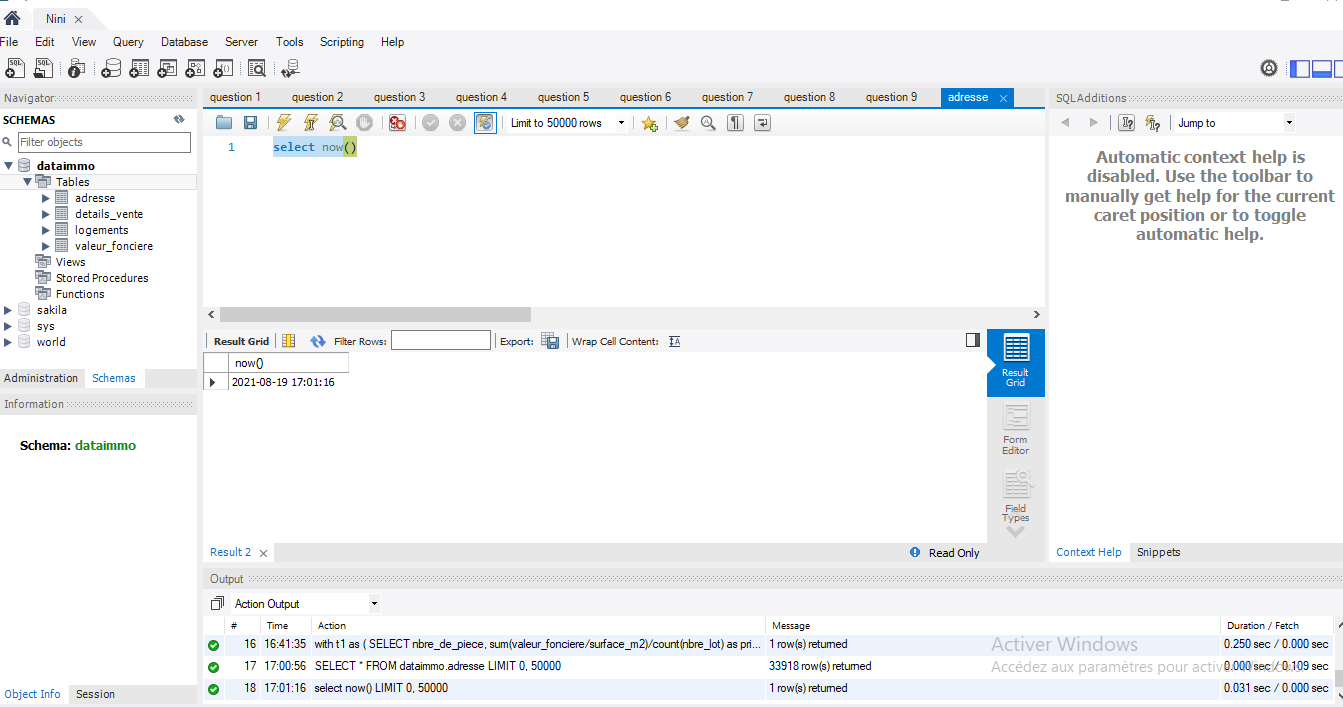 Nini
File Edit View Query Database Server Tools Scripting Help
Navigator
SCHEMAS
Filter objects
dataimmo
Tables
adresse
details_vente
logements
valeur_fonciere
Views
Stored Procedures
Functions
sakila
sys
world
Administration Schemas
Information
Schema: dataimmo
Object Info Session
question 1 question 2 question 3 question 4 question 5 question 6 question 7 question 8 question 9 adresse
Limit to 50000 rows
1 select now()
Result Grid Filter Rows: Export: Wrap Cell Content:
now()
2021-08-19 17:01:16
Result
Grid
Form
Editor
Field
Types
Result 2 Read Only
SQLAdditions
Jump to
Automatic context help is
disabled. Use the toolbar to
manually get help for the current
caret position or to toggle
automatic help.
Context Help Snippets
Output
Action Output
# Time Action Message Duration / Fetch
16 16:41:35 with t1 as ( SELECT nbre_de_piece, sum(valeur_fonciere/surface_m2)/count(nbre_lot) as pri... 1 row(s) returned 0.250 sec / 0.000 sec
17 17:00:56 SELECT * FROM dataimmo.adresse LIMIT 0, 50000 33918 row(s) returned 0.000 sec / 0.109 sec
18 17:01:16 select now() LIMIT 0, 50000 1 row(s) returned 0.031 sec / 0.000 sec
Activer Windows
Accédez aux paramètres pour activer Windows.